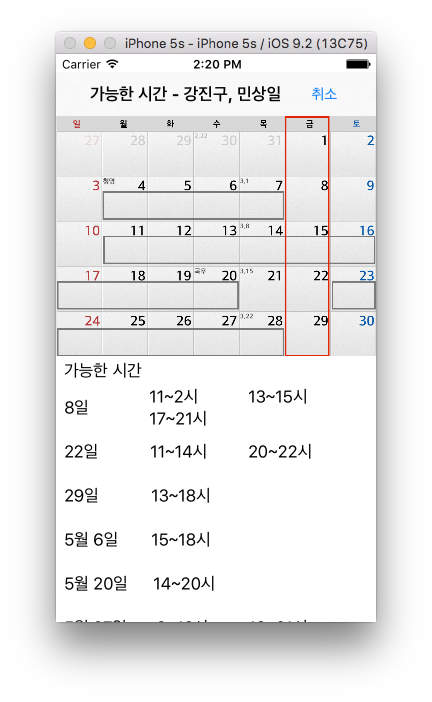 iPhone 5s - iPhone 5s / iOS 9.2 (13C75)
Carrier 2:20 PM
가능한 시간 - 강진구, 민상일 취소
일 월 화 수 목 금 토
27 28 29 2,22 30 31 1 2
3 청명 4 5 6 3,1 7 8 9
10 11 12 13 3,8 14 15 16
17 18 19 곡우 20 3,15 21 22 23
24 25 26 27 3,22 28 29 30
가능한 시간
8일 11~2시 13~15시
17~21시
22일 11~14시 20~22시
29일 13~18시
5월 6일 15~18시
5월 20일 14~20시